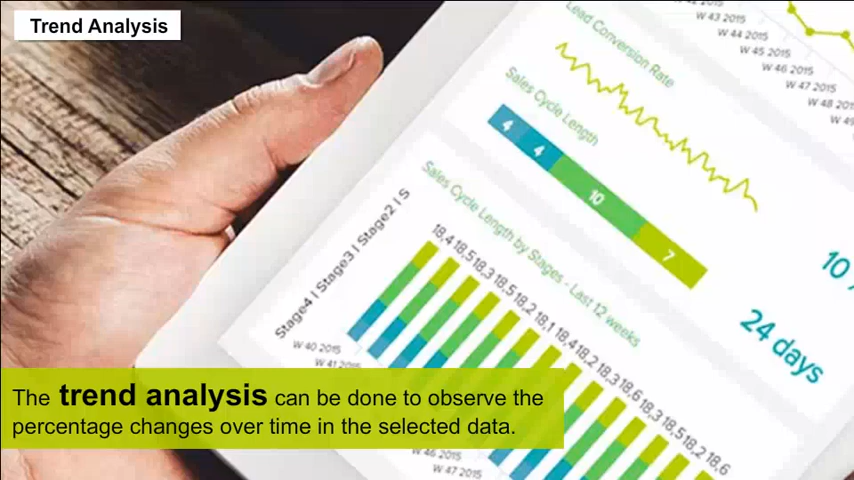 Trend Analysis
W 43 2015
W 44 2015
W 45 2015
W 46 2015
W 47 2015
W 48 201
Lead Conversion Rate
Sales Cycle Length
4 4 10 7
10
24 days
Sales Cycle Length by Stages - Last 12 weeks
Stage4 | Stage3 | Stage2 | S
18,4 18,5 18,3 18,5 18,2 18,1 18,4 18,2 18,3 18,6 18,3 18,5 18,2 18,6
W 40 2015
W 41 201
The trend analysis can be done to observe the
percentage changes over time in the selected data.
W 46 2015
W 47 2015